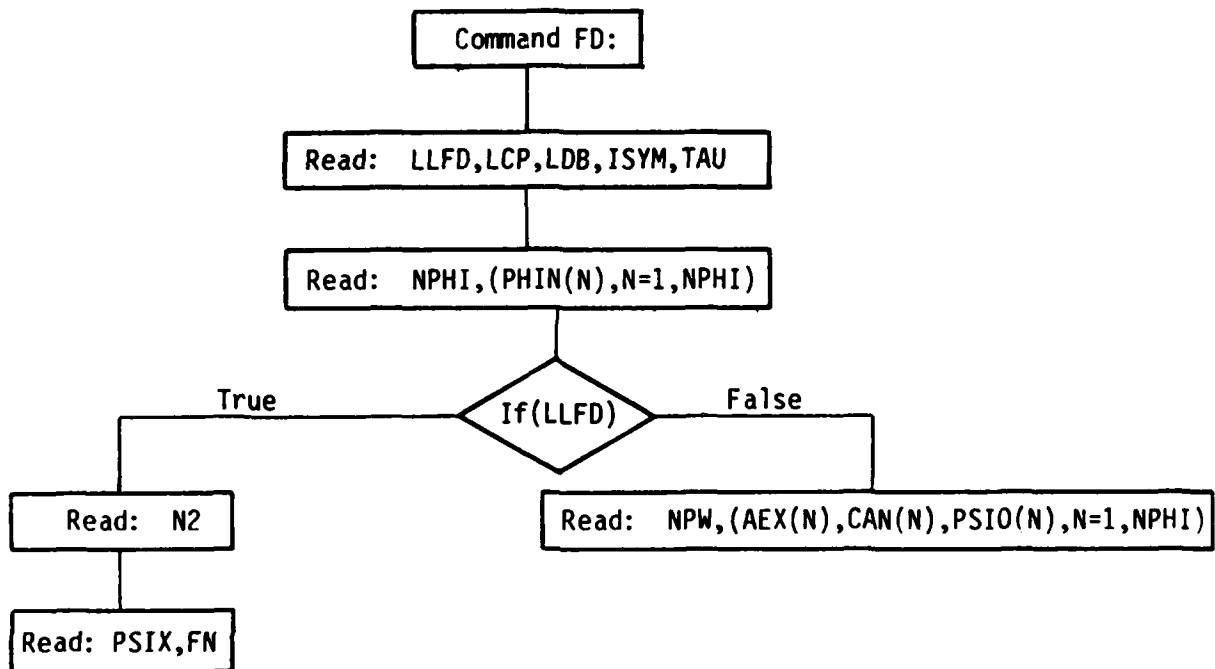 Command FD:
Read: LLFD,LCP,LDB,ISYM,TAU
Read: NPHI,(PHIN(N),N=1,NPHI)
True
If(LLFD)
False
Read: N2
Read: NPW,(AEX(N),CAN(N),PSIO(N),N=1,NPHI)
Read: PSIX,FN